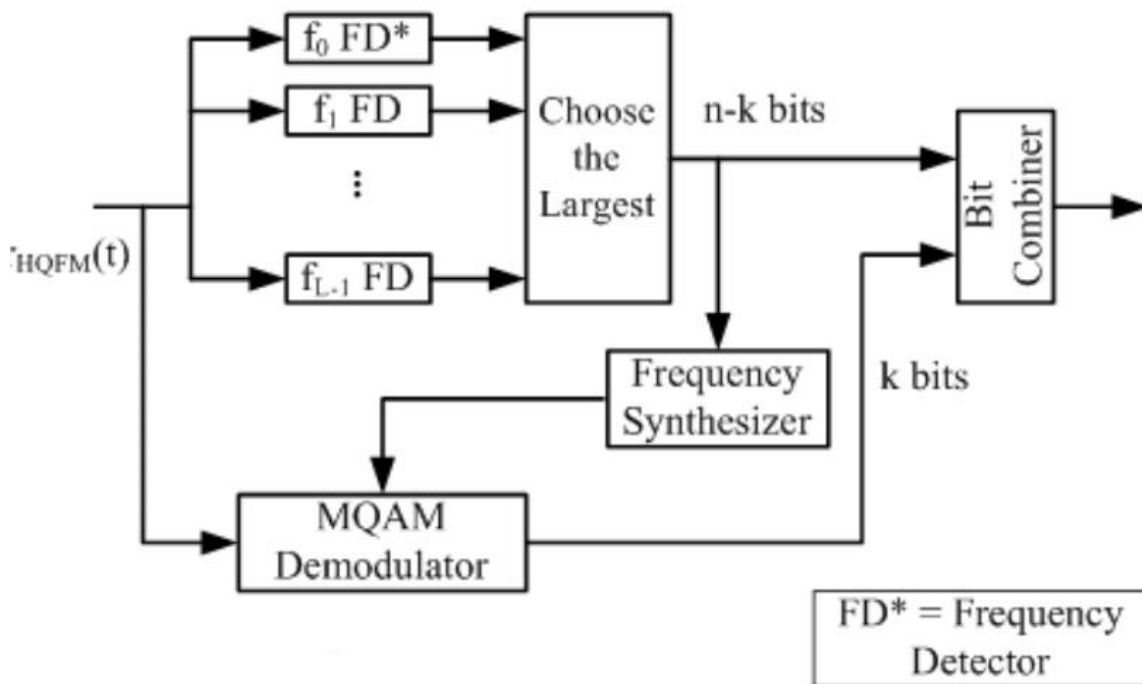 f₀ FD*
f₁ FD
Choose
the
Largest
n-k bits
Bit
Combiner
HQFM(t)
f_L-1 FD
Frequency
Synthesizer
k bits
MQAM
Demodulator
FD* = Frequency
Detector